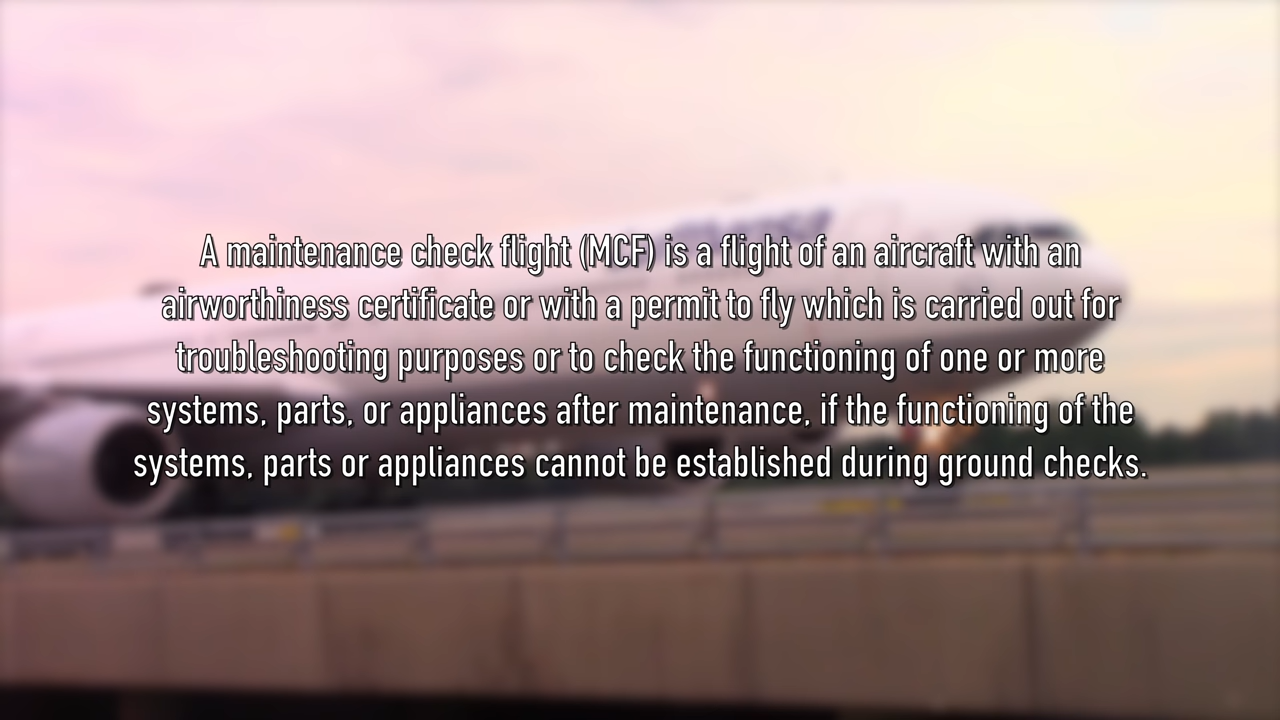 A maintenance check flight (MCF) is a flight of an aircraft with an
airworthiness certificate or with a permit to fly which is carried out for
troubleshooting purposes or to check the functioning of one or more
systems, parts, or appliances after maintenance, if the functioning of the
systems, parts or appliances cannot be established during ground checks.